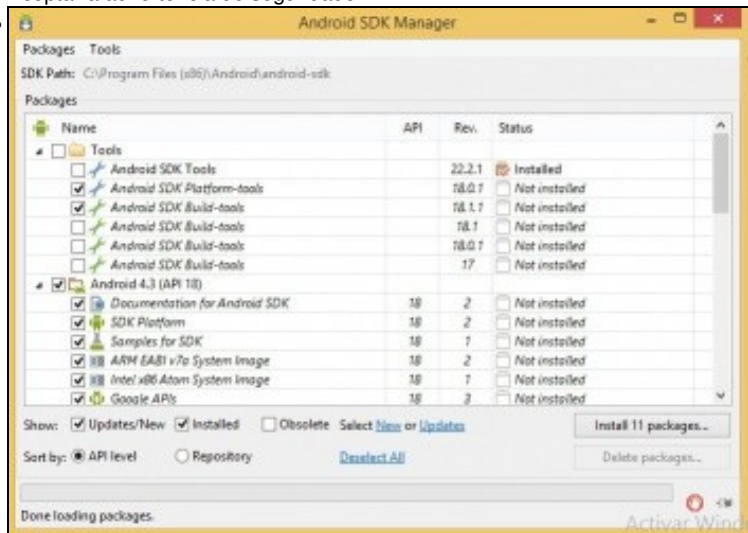 Android SDK Manager
Packages Tools
SDK Path: C:\Program Files (x86)\Android\android-sdk
Packages
Name API Rev. Status
Tools
Android SDK Tools 22.2.1 Installed
Android SDK Platform-tools 18.0.1 Not installed
Android SDK Build-tools 18.1.1 Not installed
Android SDK Build-tools 18.1 Not installed
Android SDK Build-tools 18.0.1 Not installed
Android SDK Build-tools 17 Not installed
Android 4.3 (API 18)
Documentation for Android SDK 18 2 Not installed
SDK Platform 18 2 Not installed
Samples for SDK 18 1 Not installed
ARM EABI v7a System Image 18 2 Not installed
Intel x86 Atom System Image 18 1 Not installed
Google APIs 18 3 Not installed
Show: Updates/New Installed Obsolete Select New or Updates Install 11 packages...
Sort by: API level Repository Deselect All Delete packages...
Done loading packages.
Activar Wind